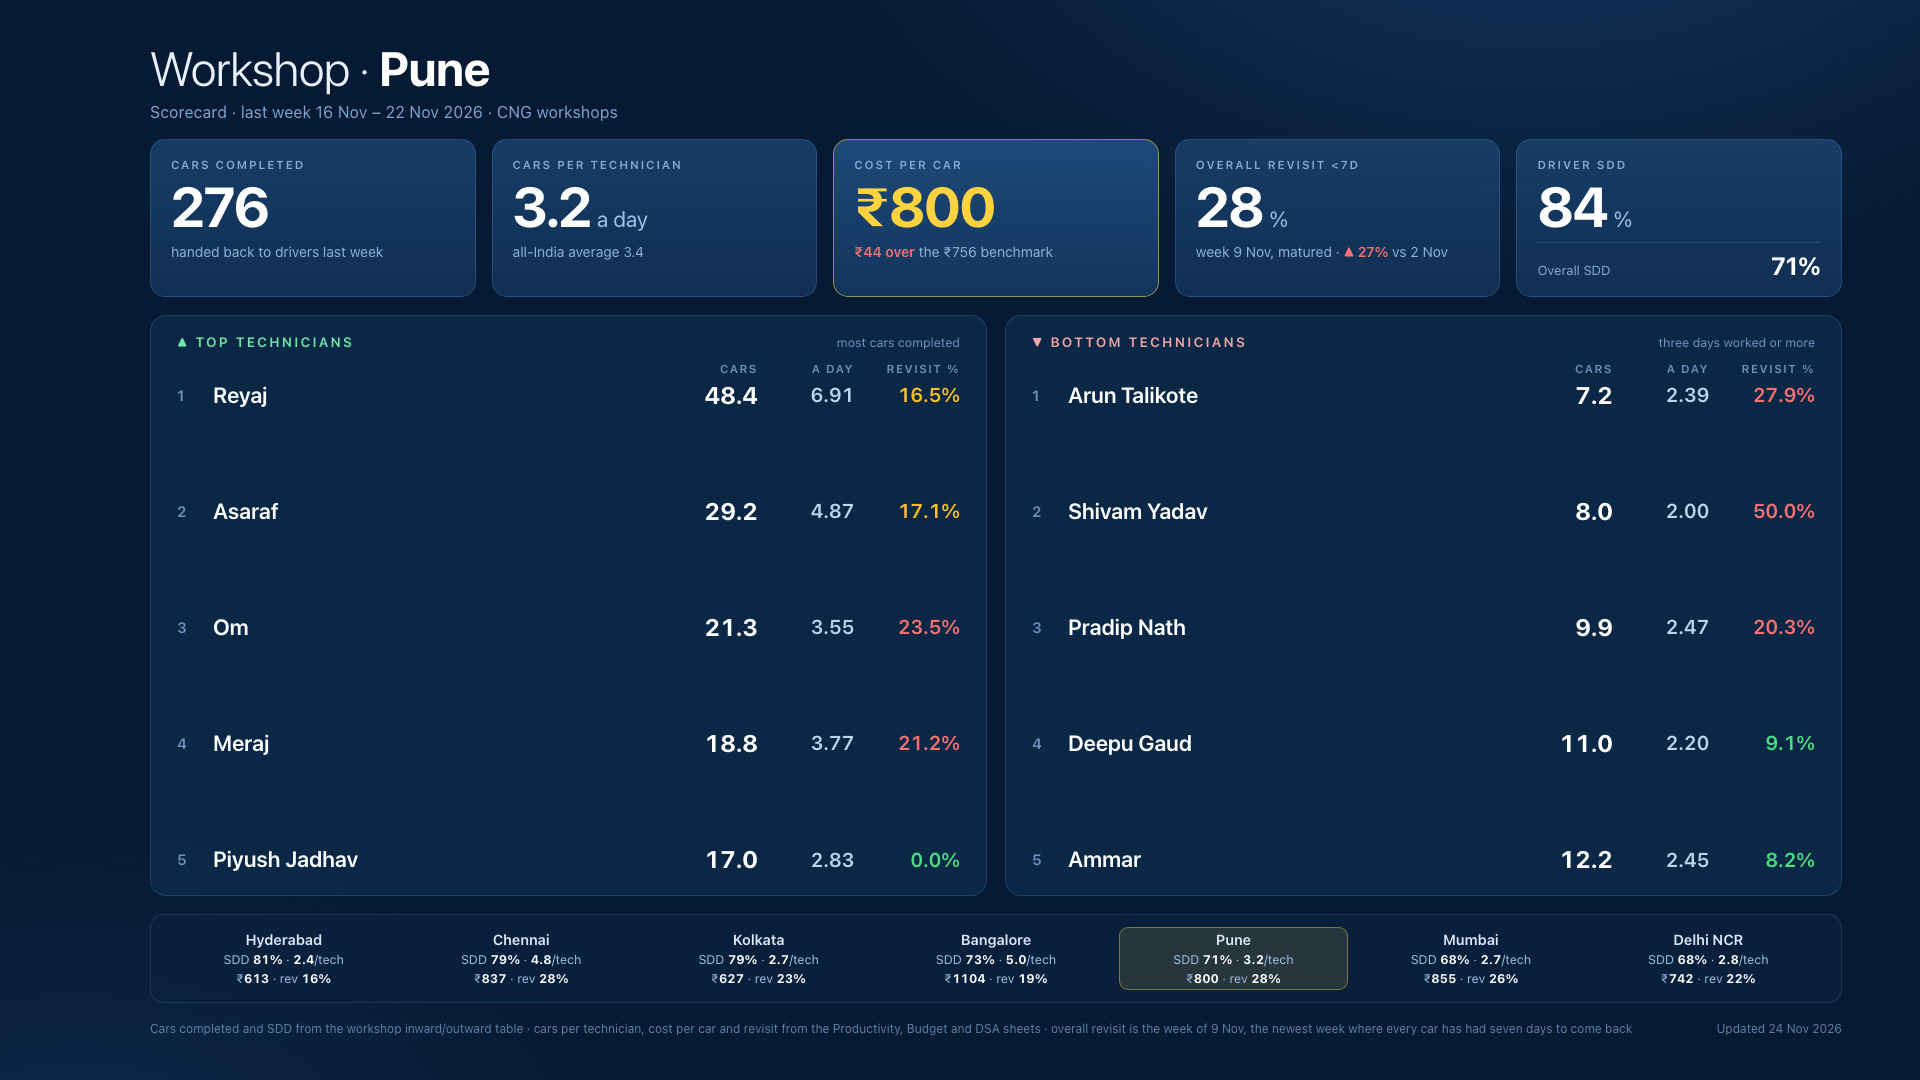 Workshop · Pune
Scorecard · last week 16 Nov – 22 Nov 2026 · CNG workshops
CARS COMPLETED
276
handed back to drivers last week
CARS PER TECHNICIAN
3.2 a day
all-India average 3.4
COST PER CAR
₹800
₹44 over the ₹756 benchmark
OVERALL REVISIT <7D
28 %
week 9 Nov, matured · ▲ 27% vs 2 Nov
DRIVER SDD
84 %
Overall SDD 71%
▲ TOP TECHNICIANS most cars completed
CARS A DAY REVISIT %
1 Reyaj 48.4 6.91 16.5%
2 Asaraf 29.2 4.87 17.1%
3 Om 21.3 3.55 23.5%
4 Meraj 18.8 3.77 21.2%
5 Piyush Jadhav 17.0 2.83 0.0%
▼ BOTTOM TECHNICIANS three days worked or more
CARS A DAY REVISIT %
1 Arun Talikote 7.2 2.39 27.9%
2 Shivam Yadav 8.0 2.00 50.0%
3 Pradip Nath 9.9 2.47 20.3%
4 Deepu Gaud 11.0 2.20 9.1%
5 Ammar 12.2 2.45 8.2%
Hyderabad
SDD 81% · 2.4/tech
₹613 · rev 16%
Chennai
SDD 79% · 4.8/tech
₹837 · rev 28%
Kolkata
SDD 79% · 2.7/tech
₹627 · rev 23%
Bangalore
SDD 73% · 5.0/tech
₹1104 · rev 19%
Pune
SDD 71% · 3.2/tech
₹800 · rev 28%
Mumbai
SDD 68% · 2.7/tech
₹855 · rev 26%
Delhi NCR
SDD 68% · 2.8/tech
₹742 · rev 22%
Cars completed and SDD from the workshop inward/outward table · cars per technician, cost per car and revisit from the Productivity, Budget and DSA sheets · overall revisit is the week of 9 Nov, the newest week where every car has had seven days to come back
Updated 24 Nov 2026